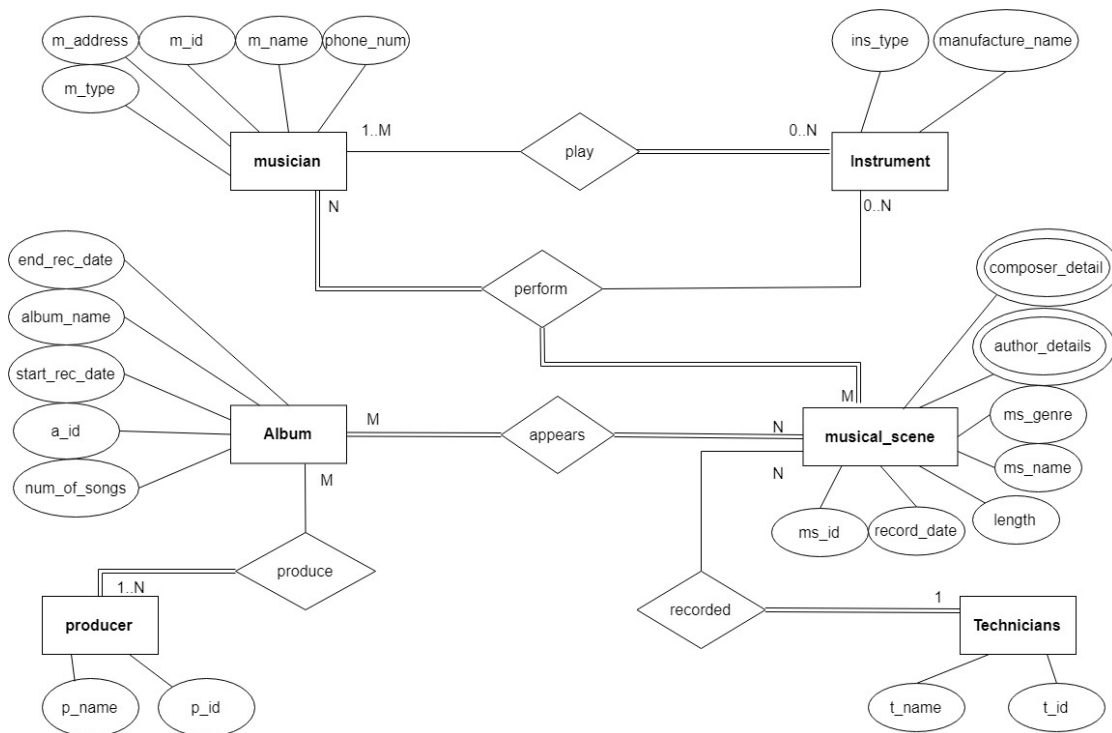 m_address
m_id
m_name
phone_num
ins_type
manufacture_name
m_type
1..M
0..N
musician
play
Instrument
N
0..N
end_rec_date
composer_detail
perform
album_name
author_details
start_rec_date
M
ms_genre
a_id
Album
M
appears
N
musical_scene
ms_name
num_of_songs
M
N
ms_id
record_date
length
produce
1..N
1
recorded
producer
Technicians
p_name
p_id
t_name
t_id